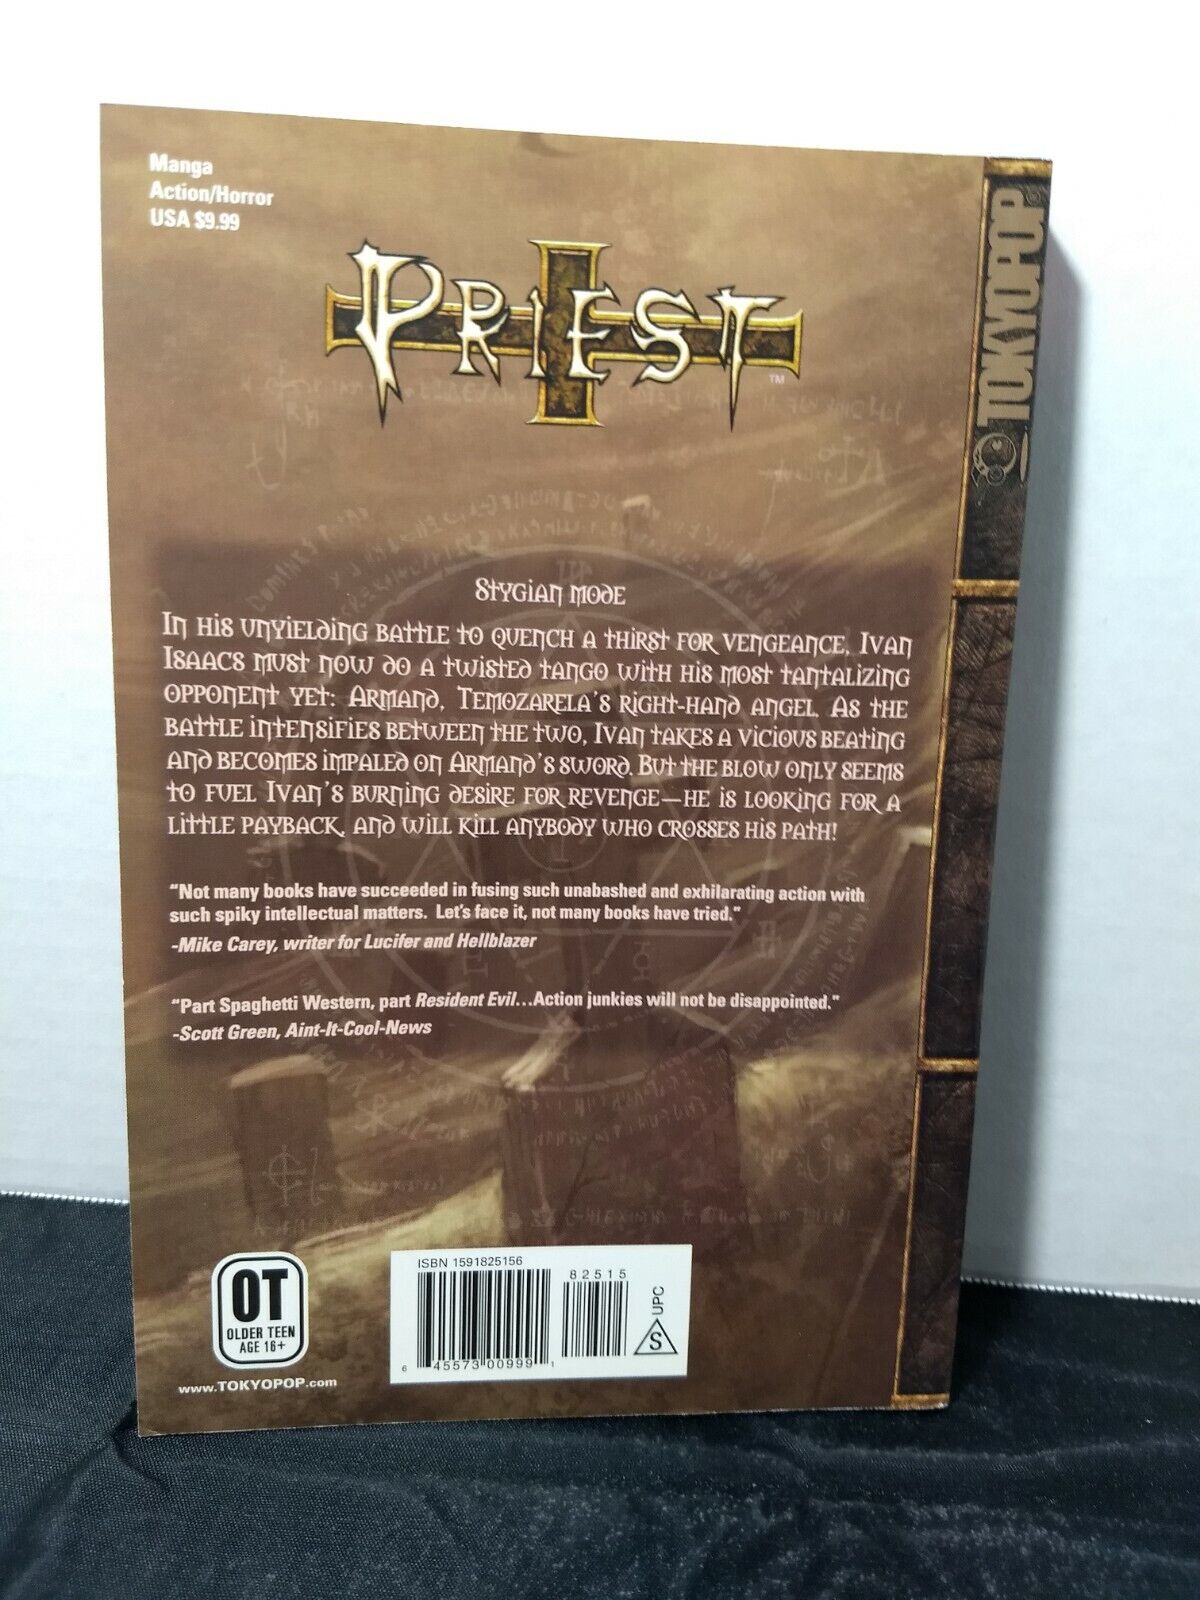 Manga
Action/Horror
USA $9.99
PRIEST
TM
TOKYOPOP
STYGIAN MODE
IN HIS UNYIELDING BATTLE TO QUENCH A THIRST FOR VENGEANCE, IVAN
ISAACS MUST NOW DO A TWISTED TANGO WITH HIS MOST TANTALIZING
OPPONENT YET: ARMAND, TEMOZARELA'S RIGHT-HAND ANGEL. AS THE
BATTLE INTENSIFIES BETWEEN THE TWO, IVAN TAKES A VICIOUS BEATING
AND BECOMES IMPALED ON ARMAND'S SWORD. BUT THE BLOW ONLY SEEMS
TO FUEL IVAN'S BURNING DESIRE FOR REVENGE—HE IS LOOKING FOR A
LITTLE PAYBACK, AND WILL KILL ANYBODY WHO CROSSES HIS PATH!
"Not many books have succeeded in fusing such unabashed and exhilarating action with
such spiky intellectual matters. Let's face it, not many books have tried."
-Mike Carey, writer for Lucifer and Hellblazer
"Part Spaghetti Western, part Resident Evil...Action junkies will not be disappointed."
-Scott Green, Aint-It-Cool-News
OT
OLDER TEEN
AGE 16+
www.TOKYOPOP.com
ISBN 1591825156
82515
6 45573 00999 1
S UPC